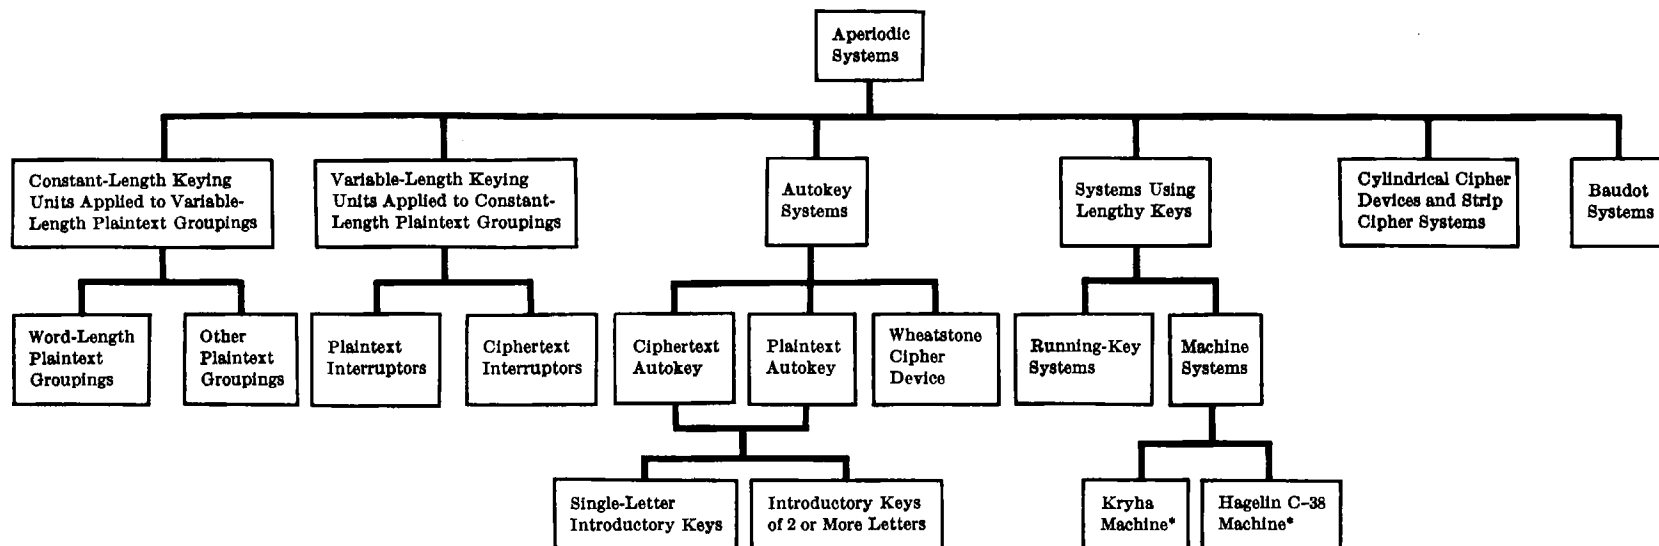 Aperiodic
Systems
Constant-Length Keying
Units Applied to Variable-
Length Plaintext Groupings
Variable-Length Keying
Units Applied to Constant-
Length Plaintext Groupings
Autokey
Systems
Systems Using
Lengthy Keys
Cylindrical Cipher
Devices and Strip
Cipher Systems
Baudot
Systems
Word-Length
Plaintext
Groupings
Other
Plaintext
Groupings
Plaintext
Interruptors
Ciphertext
Interruptors
Ciphertext
Autokey
Plaintext
Autokey
Wheatstone
Cipher
Device
Running-Key
Systems
Machine
Systems
Single-Letter
Introductory Keys
Introductory Keys
of 2 or More Letters
Kryha
Machine*
Hagelin C-38
Machine*